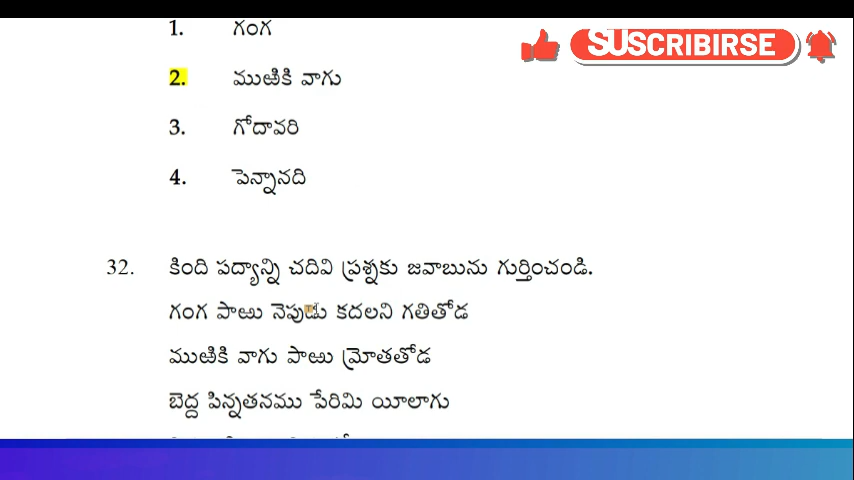 1. గంగ
SUSCRIBIRSE
2. ముఱికి వాగు
3. గోదావరి
4. పెన్నానది
32. కింది పద్యాన్ని చదివి ప్రశ్నకు జవాబును గుర్తించండి.
గంగ పాఱు నెపుడు కదలని గతితోడ
ముఱికి వాగు పాఱు మ్రోతతోడ
బెద్ద పిన్నతనము పేరిమి యీలాగు